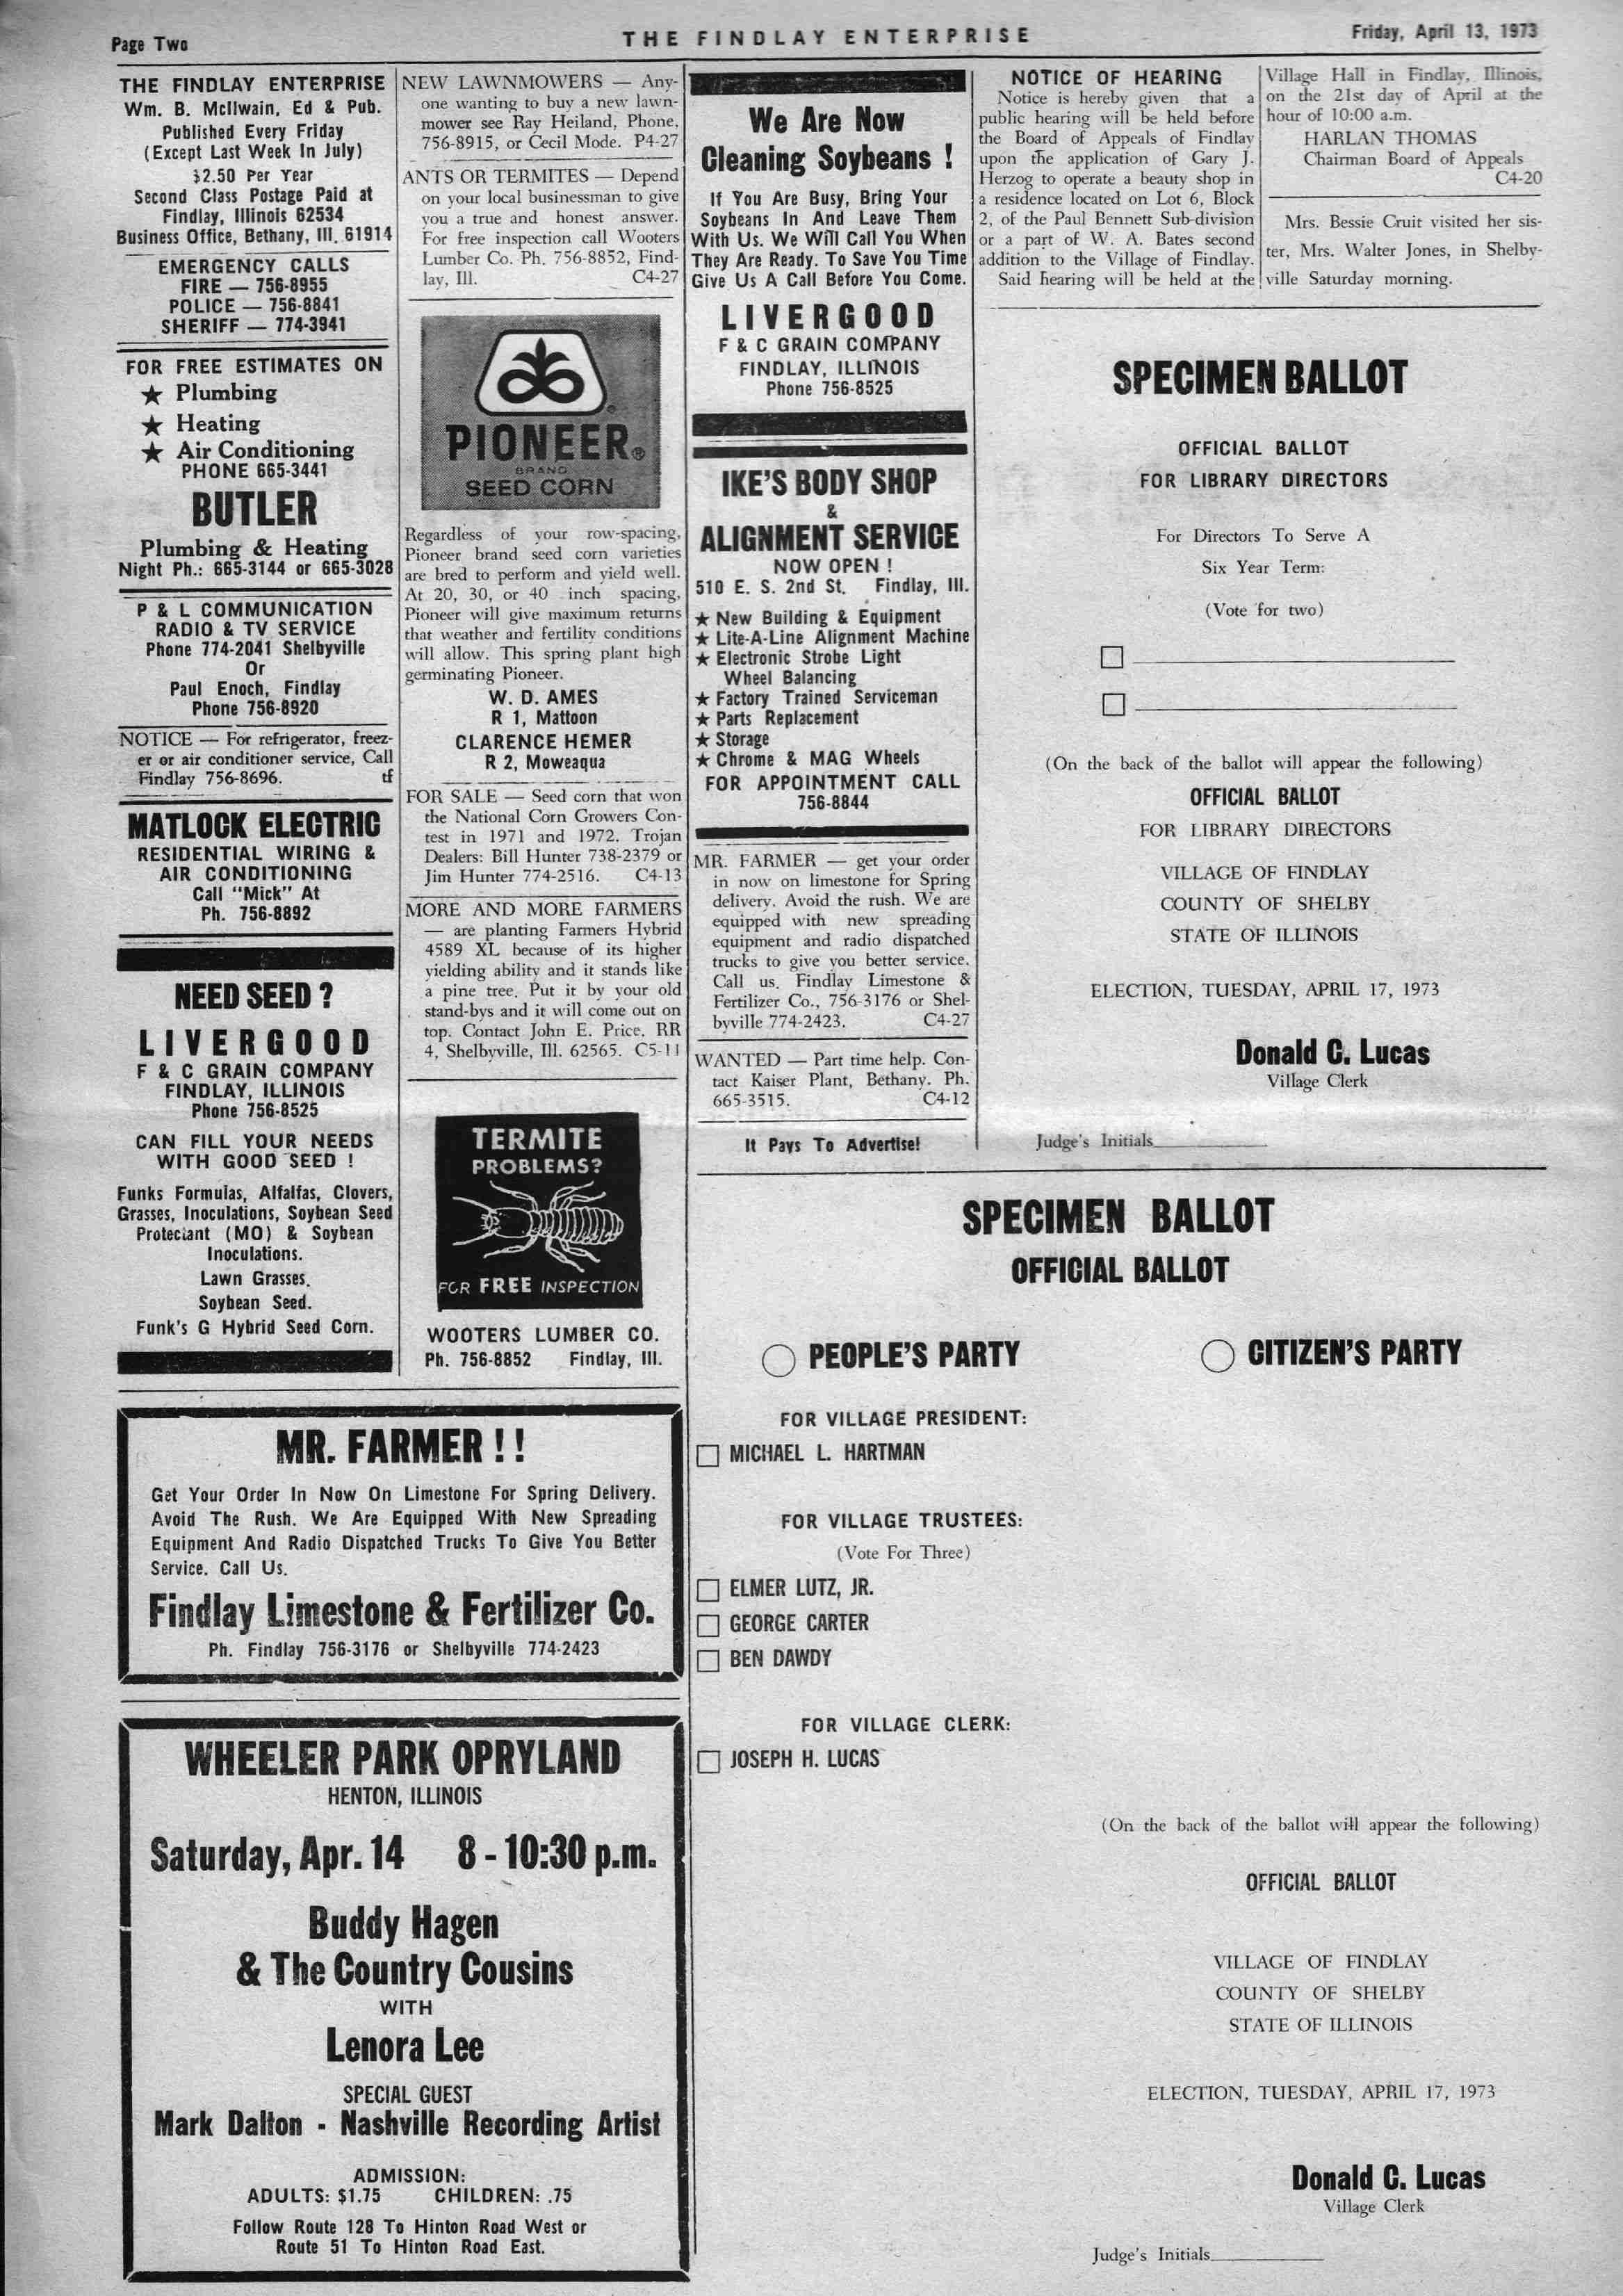 Page Two
THE FINDLAY ENTERPRISE
Friday, April 13, 1973
THE FINDLAY ENTERPRISE
Wm. B. McIlwain, Ed & Pub.
Published Every Friday
(Except Last Week In July)
$2.50 Per Year
Second Class Postage Paid at
Findlay, Illinois 62534
Business Office, Bethany, Ill. 61914
EMERGENCY CALLS
FIRE — 756-8955
POLICE — 756-8841
SHERIFF — 774-3941
FOR FREE ESTIMATES ON
★ Plumbing
★ Heating
★ Air Conditioning
PHONE 665-3441
BUTLER
Plumbing & Heating
Night Ph.: 665-3144 or 665-3028
P & L COMMUNICATION
RADIO & TV SERVICE
Phone 774-2041 Shelbyville
Or
Paul Enoch, Findlay
Phone 756-8920
NOTICE — For refrigerator, freez-
er or air conditioner service, Call
Findlay 756-8696. tf
MATLOCK ELECTRIC
RESIDENTIAL WIRING &
AIR CONDITIONING
Call "Mick" At
Ph. 756-8892
NEED SEED ?
LIVERGOOD
F & C GRAIN COMPANY
FINDLAY, ILLINOIS
Phone 756-8525
CAN FILL YOUR NEEDS
WITH GOOD SEED !
Funks Formulas, Alfalfas, Clovers,
Grasses, Inoculations, Soybean Seed
Protectant (MO) & Soybean
Inoculations.
Lawn Grasses.
Soybean Seed.
Funk's G Hybrid Seed Corn.
NEW LAWNMOWERS — Any-
one wanting to buy a new lawn-
mower see Ray Heiland, Phone,
756-8915, or Cecil Mode. P4-27
ANTS OR TERMITES — Depend
on your local businessman to give
you a true and honest answer.
For free inspection call Wooters
Lumber Co. Ph. 756-8852, Find-
lay, Ill. C4-27
PIONEER®
BRAND
SEED CORN
Regardless of your row-spacing,
Pioneer brand seed corn varieties
are bred to perform and yield well.
At 20, 30, or 40 inch spacing,
Pioneer will give maximum returns
that weather and fertility conditions
will allow. This spring plant high
germinating Pioneer.
W. D. AMES
R 1, Mattoon
CLARENCE HEMER
R 2, Moweaqua
FOR SALE — Seed corn that won
the National Corn Growers Con-
test in 1971 and 1972. Trojan
Dealers: Bill Hunter 738-2379 or
Jim Hunter 774-2516. C4-13
MORE AND MORE FARMERS
— are planting Farmers Hybrid
4589 XL because of its higher
yielding ability and it stands like
a pine tree. Put it by your old
stand-bys and it will come out on
top. Contact John E. Price, RR
4, Shelbyville, Ill. 62565. C5-11
TERMITE
PROBLEMS?
FOR FREE INSPECTION
WOOTERS LUMBER CO.
Ph. 756-8852 Findlay, Ill.
MR. FARMER ! !
Get Your Order In Now On Limestone For Spring Delivery.
Avoid The Rush. We Are Equipped With New Spreading
Equipment And Radio Dispatched Trucks To Give You Better
Service. Call Us.
Findlay Limestone & Fertilizer Co.
Ph. Findlay 756-3176 or Shelbyville 774-2423
WHEELER PARK OPRYLAND
HENTON, ILLINOIS
Saturday, Apr. 14 8 - 10:30 p.m.
Buddy Hagen
& The Country Cousins
WITH
Lenora Lee
SPECIAL GUEST
Mark Dalton - Nashville Recording Artist
ADMISSION:
ADULTS: $1.75 CHILDREN: .75
Follow Route 128 To Hinton Road West or
Route 51 To Hinton Road East.
We Are Now
Cleaning Soybeans !
If You Are Busy, Bring Your
Soybeans In And Leave Them
With Us. We Will Call You When
They Are Ready. To Save You Time
Give Us A Call Before You Come.
LIVERGOOD
F & C GRAIN COMPANY
FINDLAY, ILLINOIS
Phone 756-8525
IKE'S BODY SHOP
&
ALIGNMENT SERVICE
NOW OPEN !
510 E. S. 2nd St. Findlay, Ill.
★ New Building & Equipment
★ Lite-A-Line Alignment Machine
★ Electronic Strobe Light
Wheel Balancing
★ Factory Trained Serviceman
★ Parts Replacement
★ Storage
★ Chrome & MAG Wheels
FOR APPOINTMENT CALL
756-8844
MR. FARMER — get your order
in now on limestone for Spring
delivery. Avoid the rush. We are
equipped with new spreading
equipment and radio dispatched
trucks to give you better service.
Call us. Findlay Limestone &
Fertilizer Co., 756-3176 or Shel-
byville 774-2423. C4-27
WANTED — Part time help. Con-
tact Kaiser Plant, Bethany. Ph.
665-3515. C4-12
It Pays To Advertise!
NOTICE OF HEARING
Notice is hereby given that a
public hearing will be held before
the Board of Appeals of Findlay
upon the application of Gary J.
Herzog to operate a beauty shop in
a residence located on Lot 6, Block
2, of the Paul Bennett Sub-division
or a part of W. A. Bates second
addition to the Village of Findlay.
Said hearing will be held at the
Village Hall in Findlay, Illinois,
on the 21st day of April at the
hour of 10:00 a.m.
HARLAN THOMAS
Chairman Board of Appeals
C4-20
Mrs. Bessie Cruit visited her sis-
ter, Mrs. Walter Jones, in Shelby-
ville Saturday morning.
SPECIMEN BALLOT
OFFICIAL BALLOT
FOR LIBRARY DIRECTORS
For Directors To Serve A
Six Year Term:
(Vote for two)
(On the back of the ballot will appear the following)
OFFICIAL BALLOT
FOR LIBRARY DIRECTORS
VILLAGE OF FINDLAY
COUNTY OF SHELBY
STATE OF ILLINOIS
ELECTION, TUESDAY, APRIL 17, 1973
Donald C. Lucas
Village Clerk
Judge's Initials
SPECIMEN BALLOT
OFFICIAL BALLOT
PEOPLE'S PARTY
CITIZEN'S PARTY
FOR VILLAGE PRESIDENT:
MICHAEL L. HARTMAN
FOR VILLAGE TRUSTEES:
(Vote For Three)
ELMER LUTZ, JR.
GEORGE CARTER
BEN DAWDY
FOR VILLAGE CLERK:
JOSEPH H. LUCAS
(On the back of the ballot will appear the following)
OFFICIAL BALLOT
VILLAGE OF FINDLAY
COUNTY OF SHELBY
STATE OF ILLINOIS
ELECTION, TUESDAY, APRIL 17, 1973
Donald C. Lucas
Village Clerk
Judge's Initials